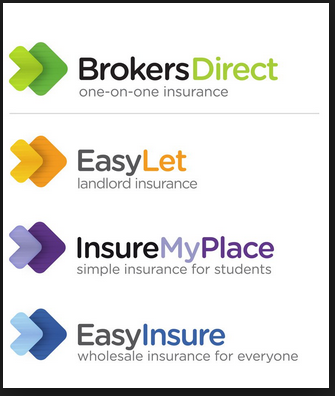 BrokersDirect
one-on-one insurance
EasyLet
landlord insurance
InsureMyPlace
simple insurance for students
EasyInsure
wholesale insurance for everyone